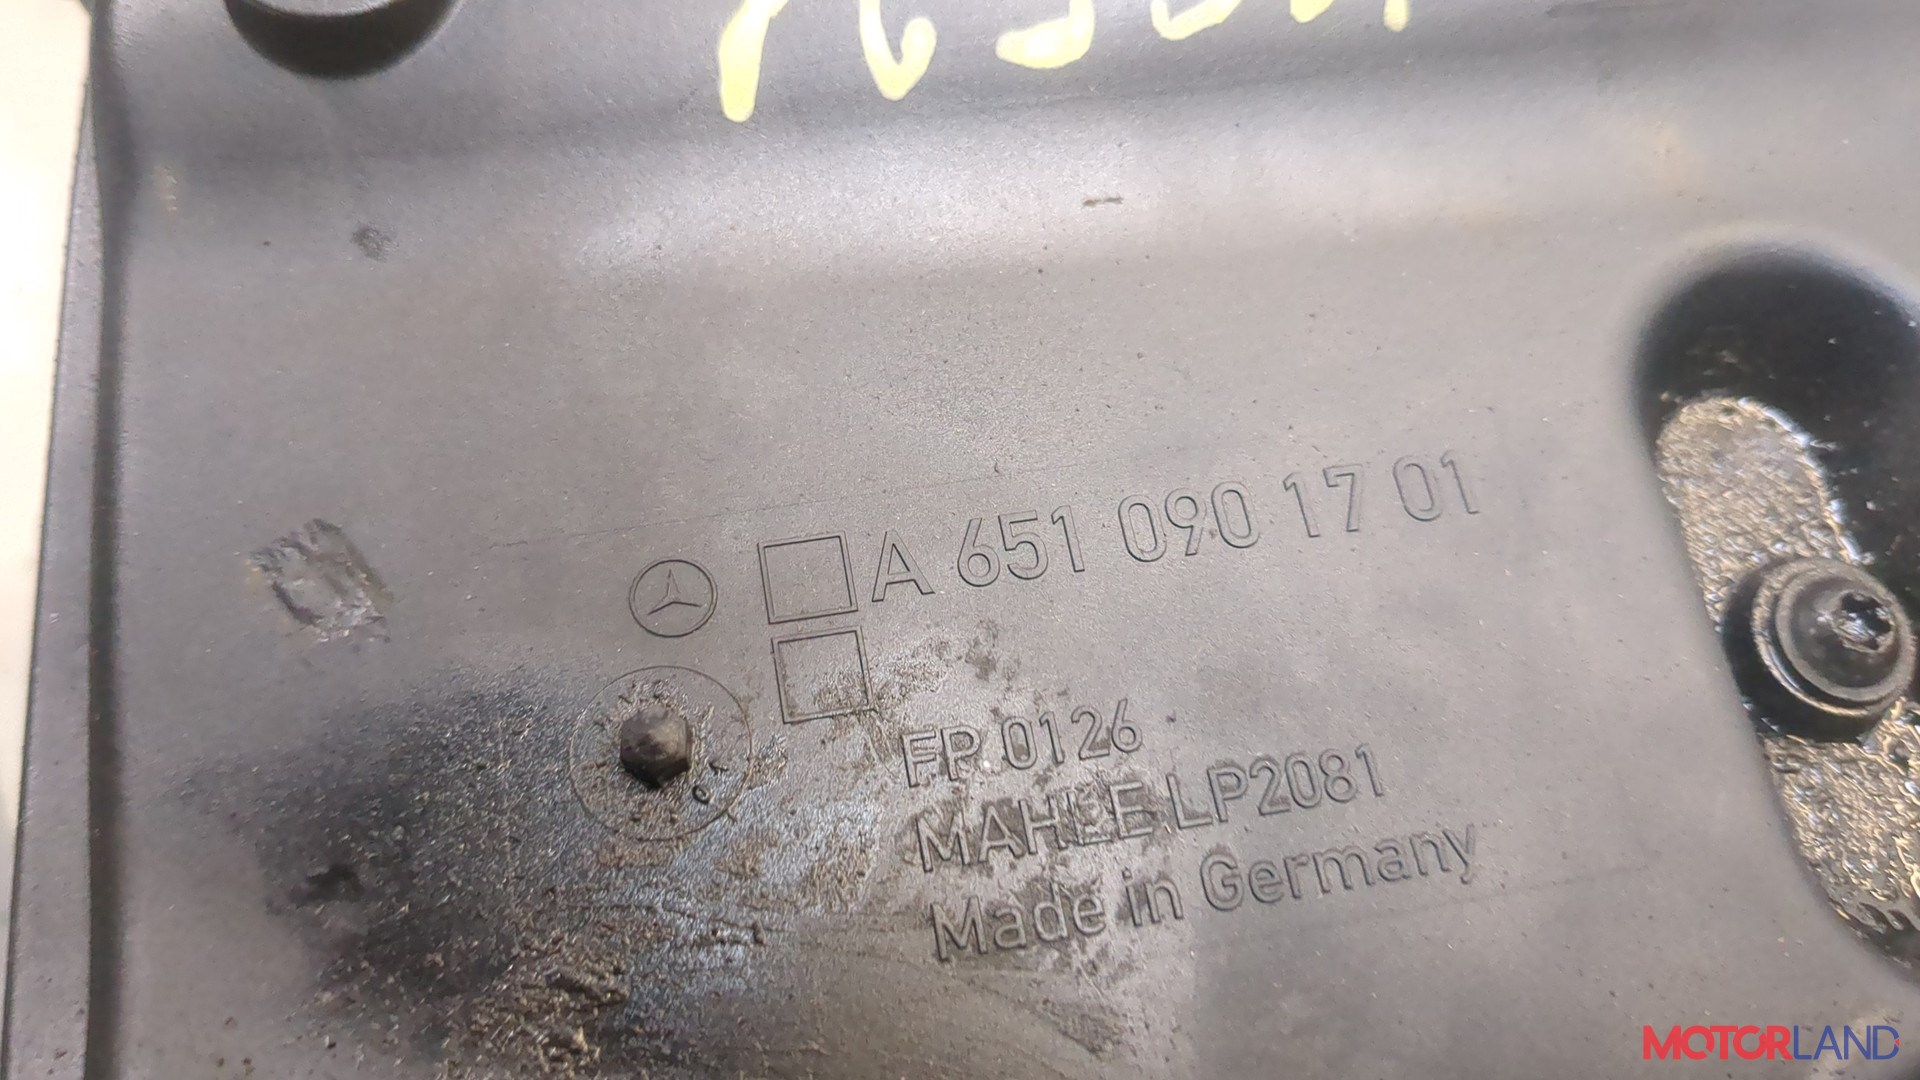 A 651 090 17 01
FP 0126
MAHLE LP2081
Made in Germany
MOTORLAND